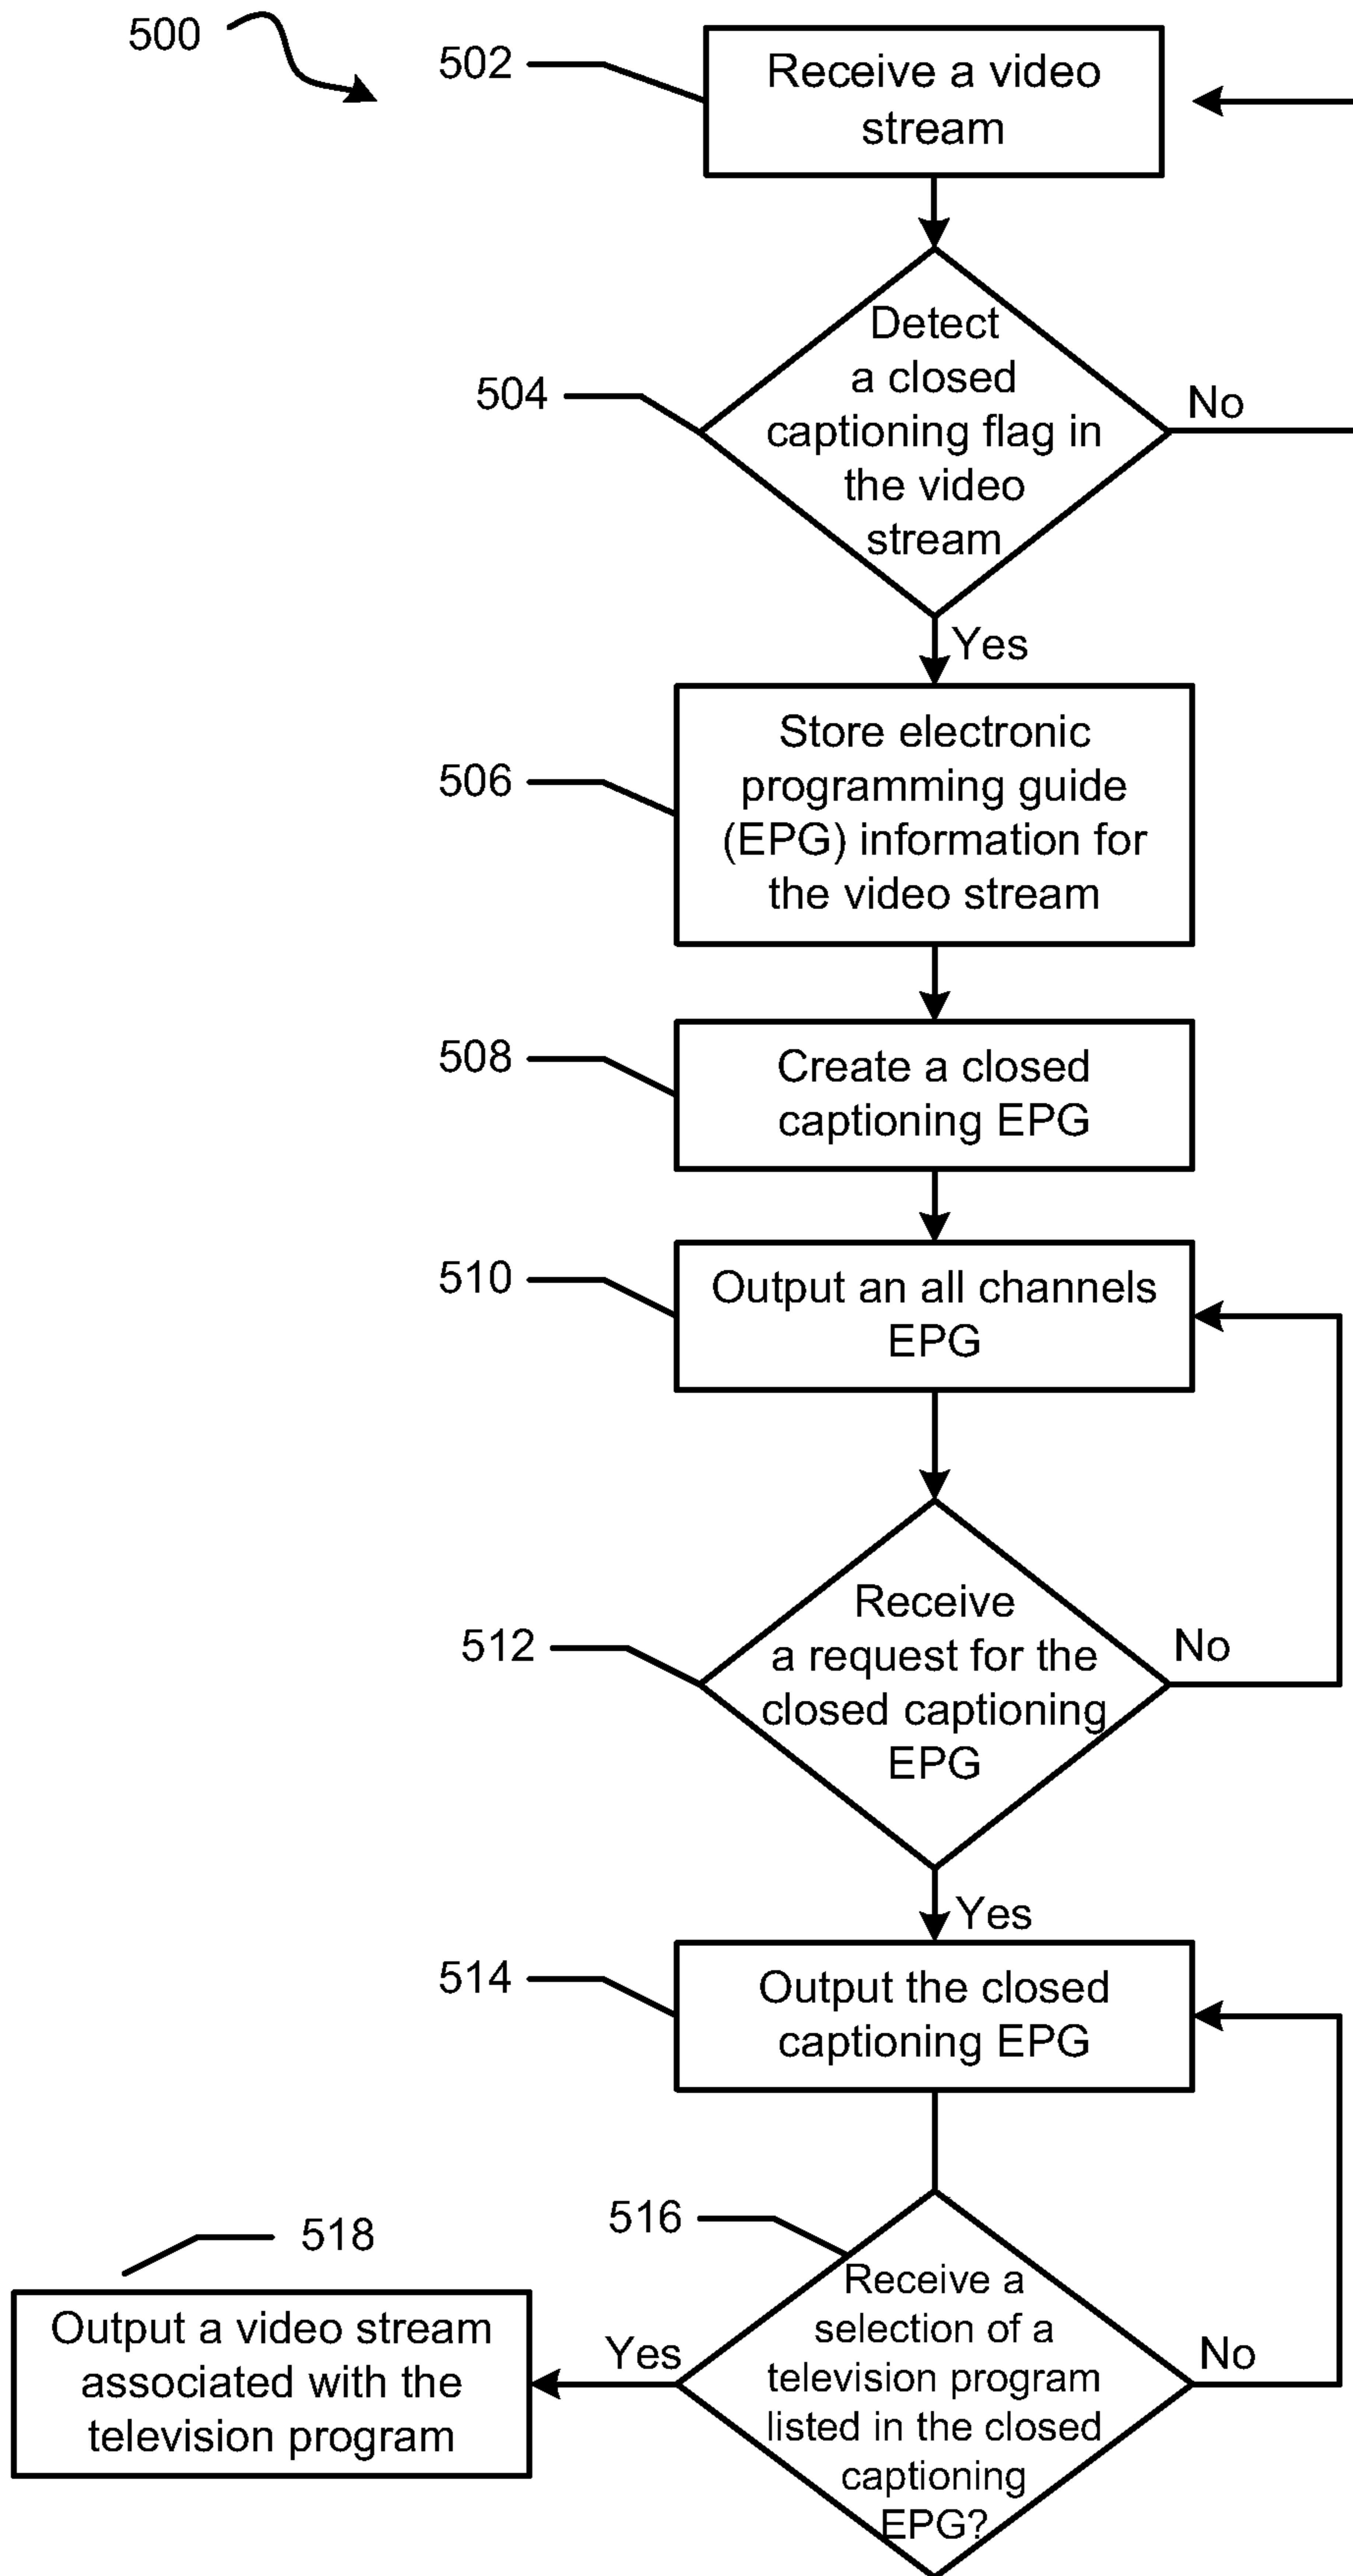 500
502
Receive a video
stream
504
Detect
a closed
captioning flag in
the video
stream
No
Yes
506
Store electronic
programming guide
(EPG) information for
the video stream
508
Create a closed
captioning EPG
510
Output an all channels
EPG
512
Receive
a request for the
closed captioning
EPG
No
Yes
514
Output the closed
captioning EPG
516
Receive a
selection of a
television program
listed in the closed
captioning
EPG?
No
Yes
518
Output a video stream
associated with the
television program